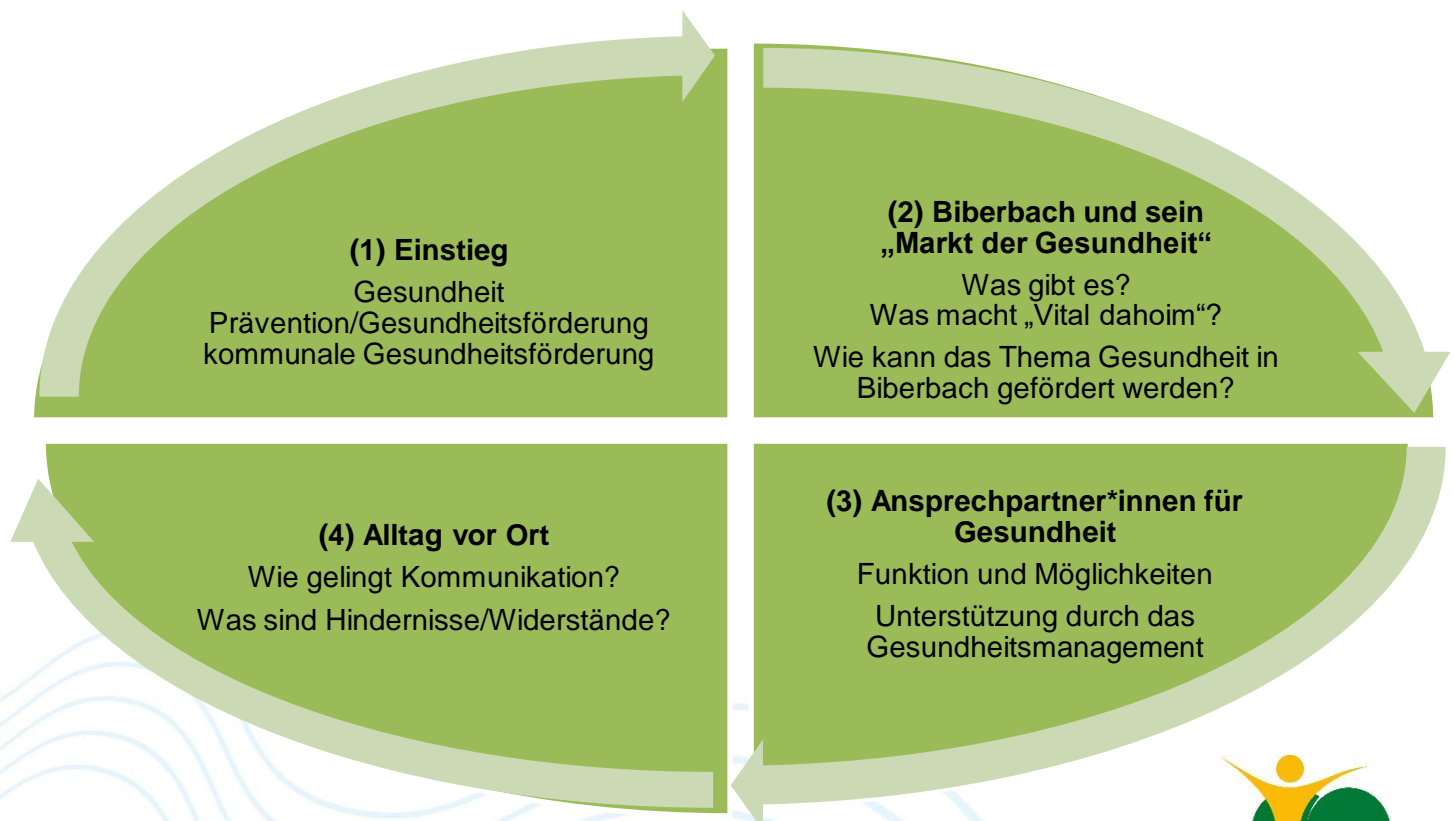 (1) Einstieg
Gesundheit
Prävention/Gesundheitsförderung
kommunale Gesundheitsförderung
(2) Biberbach und sein
„Markt der Gesundheit“
Was gibt es?
Was macht „Vital dahoim“?
Wie kann das Thema Gesundheit in
Biberbach gefördert werden?
(3) Ansprechpartner*innen für
Gesundheit
Funktion und Möglichkeiten
Unterstützung durch das
Gesundheitsmanagement
(4) Alltag vor Ort
Wie gelingt Kommunikation?
Was sind Hindernisse/Widerstände?